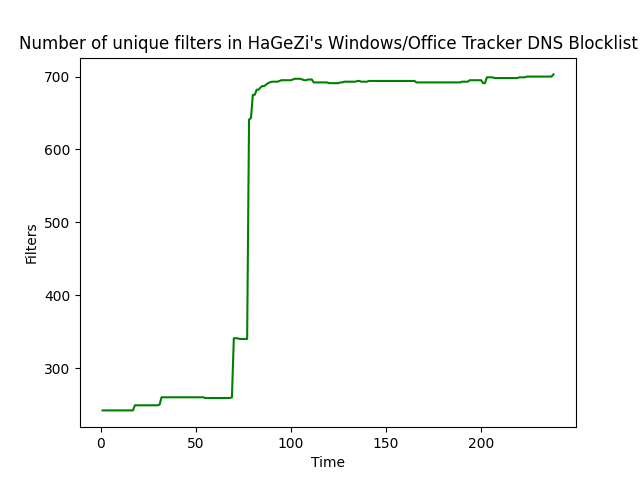 Number of unique filters in HaGeZi's Windows/Office Tracker DNS Blocklist
700
600
500
400
300
Filters
0 50 100 150 200
Time